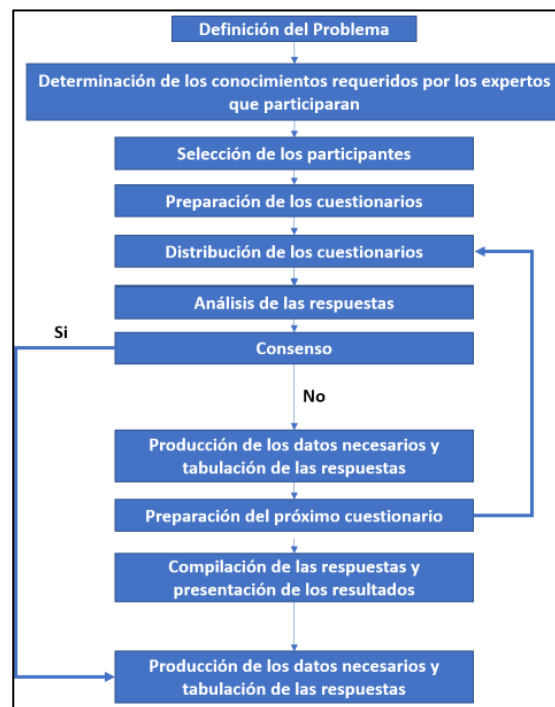 Definición del Problema
Determinación de los conocimientos requeridos por los expertos
que participaran
Selección de los participantes
Preparación de los cuestionarios
Distribución de los cuestionarios
Análisis de las respuestas
Si
Consenso
No
Producción de los datos necesarios y
tabulación de las respuestas
Preparación del próximo cuestionario
Compilación de las respuestas y
presentación de los resultados
Producción de los datos necesarios y
tabulación de las respuestas